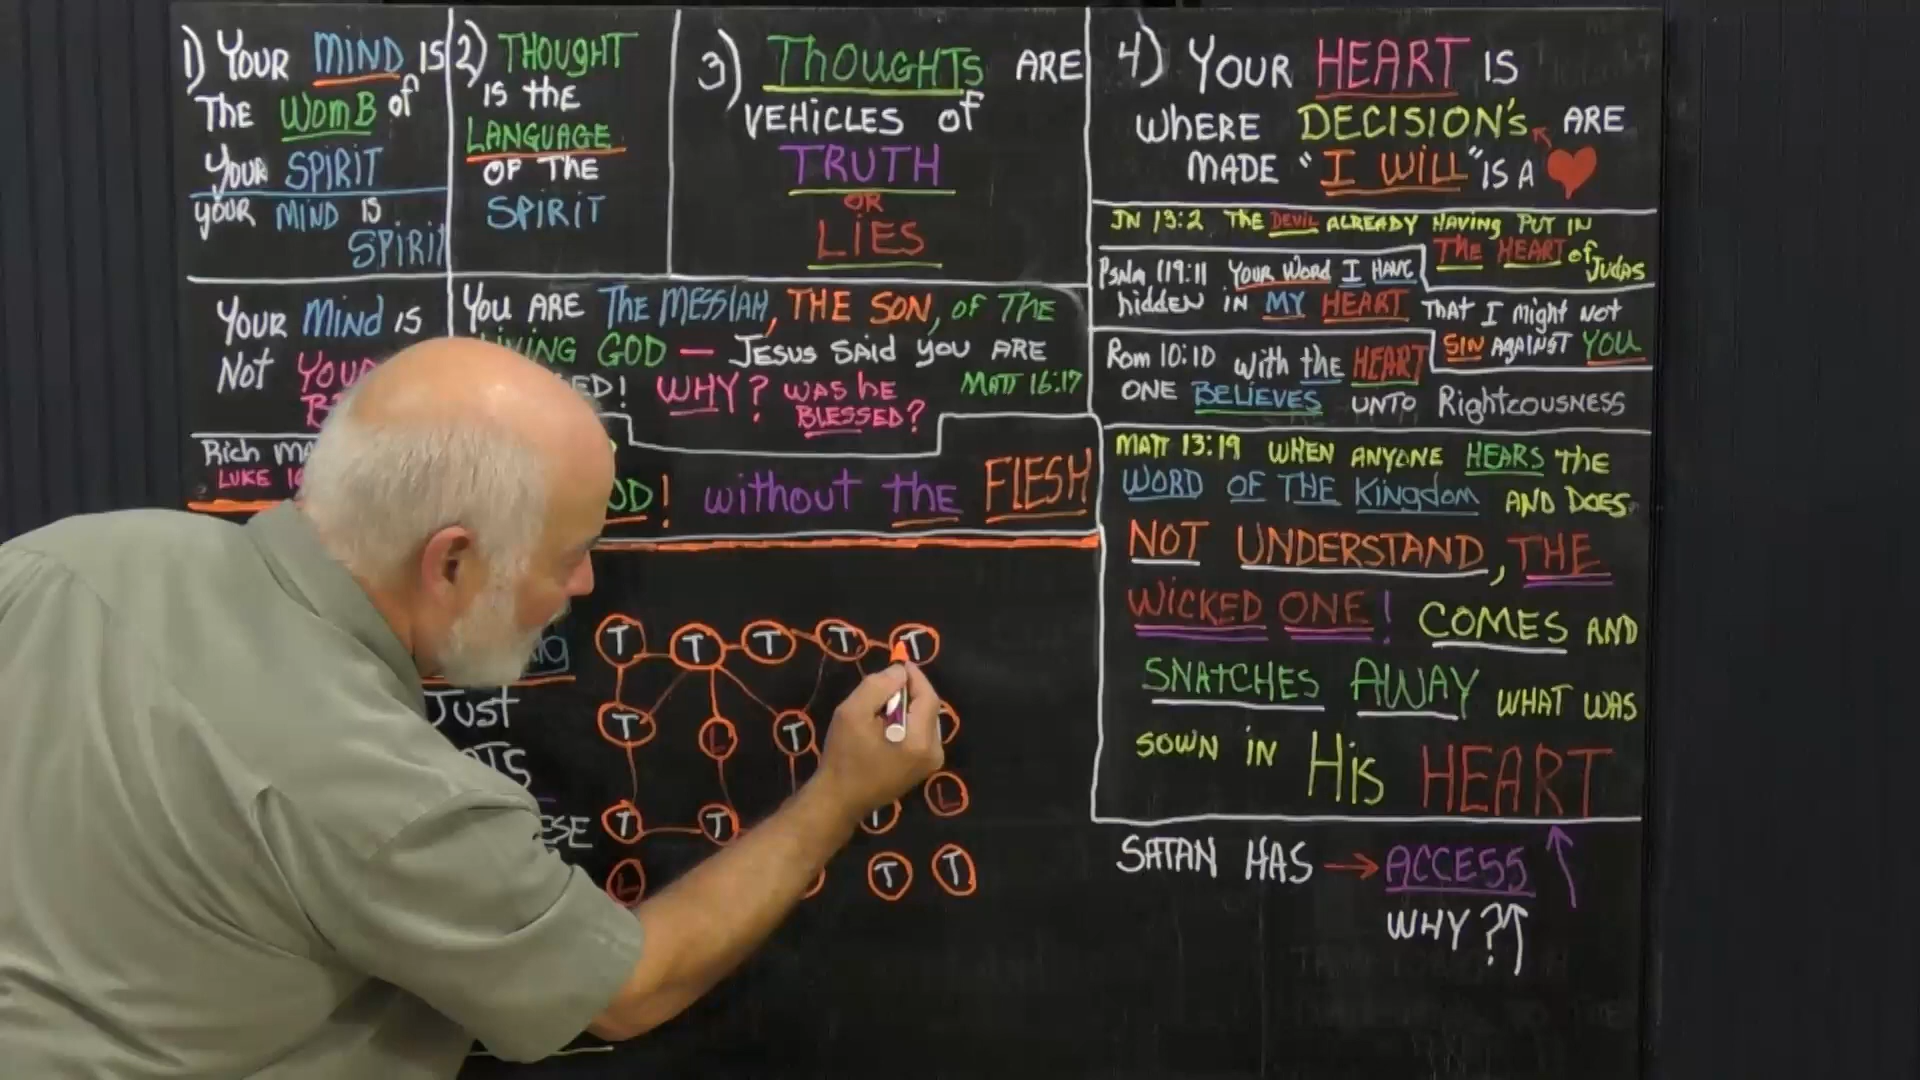 1) YOUR MIND IS
THE WOMB of
YOUR SPIRIT
YOUR MIND IS
SPIRIT
2) THOUGHT
IS the
LANGUAGE
OF THE
SPIRIT
3) THOUGHTS ARE
VEHICLES of
TRUTH
OR
LIES
4) YOUR HEART IS
WHERE DECISION'S ARE
MADE "I WILL" IS A
JN 13:2 THE DEVIL ALREADY HAVING PUT IN
THE HEART of
JUDAS
Psalm 119:11 YOUR WORD I HAVE
hidden IN MY HEART THAT I might NOT
SIN AGAINST YOU
Rom 10:10 with the HEART
ONE BELIEVES UNTO RighteousNESS
MATT 13:19 WHEN ANYONE HEARS THE
WORD OF THE Kingdom AND DOES
NOT UNDERSTAND, THE
WICKED ONE! COMES AND
SNATCHES AWAY WHAT WAS
SOWN IN His HEART
SATAN HAS → ACCESS
WHY?
YOUR MIND IS
Not
YOU ARE THE MESSIAH, THE SON, OF THE
LIVING GOD — JESUS SAID YOU ARE
WHY? WAS HE MATT 16:17
BLESSED?
Rich
LUKE
! without the FLESH
T T T T T
T L T
L
T T T
L T T
JUST